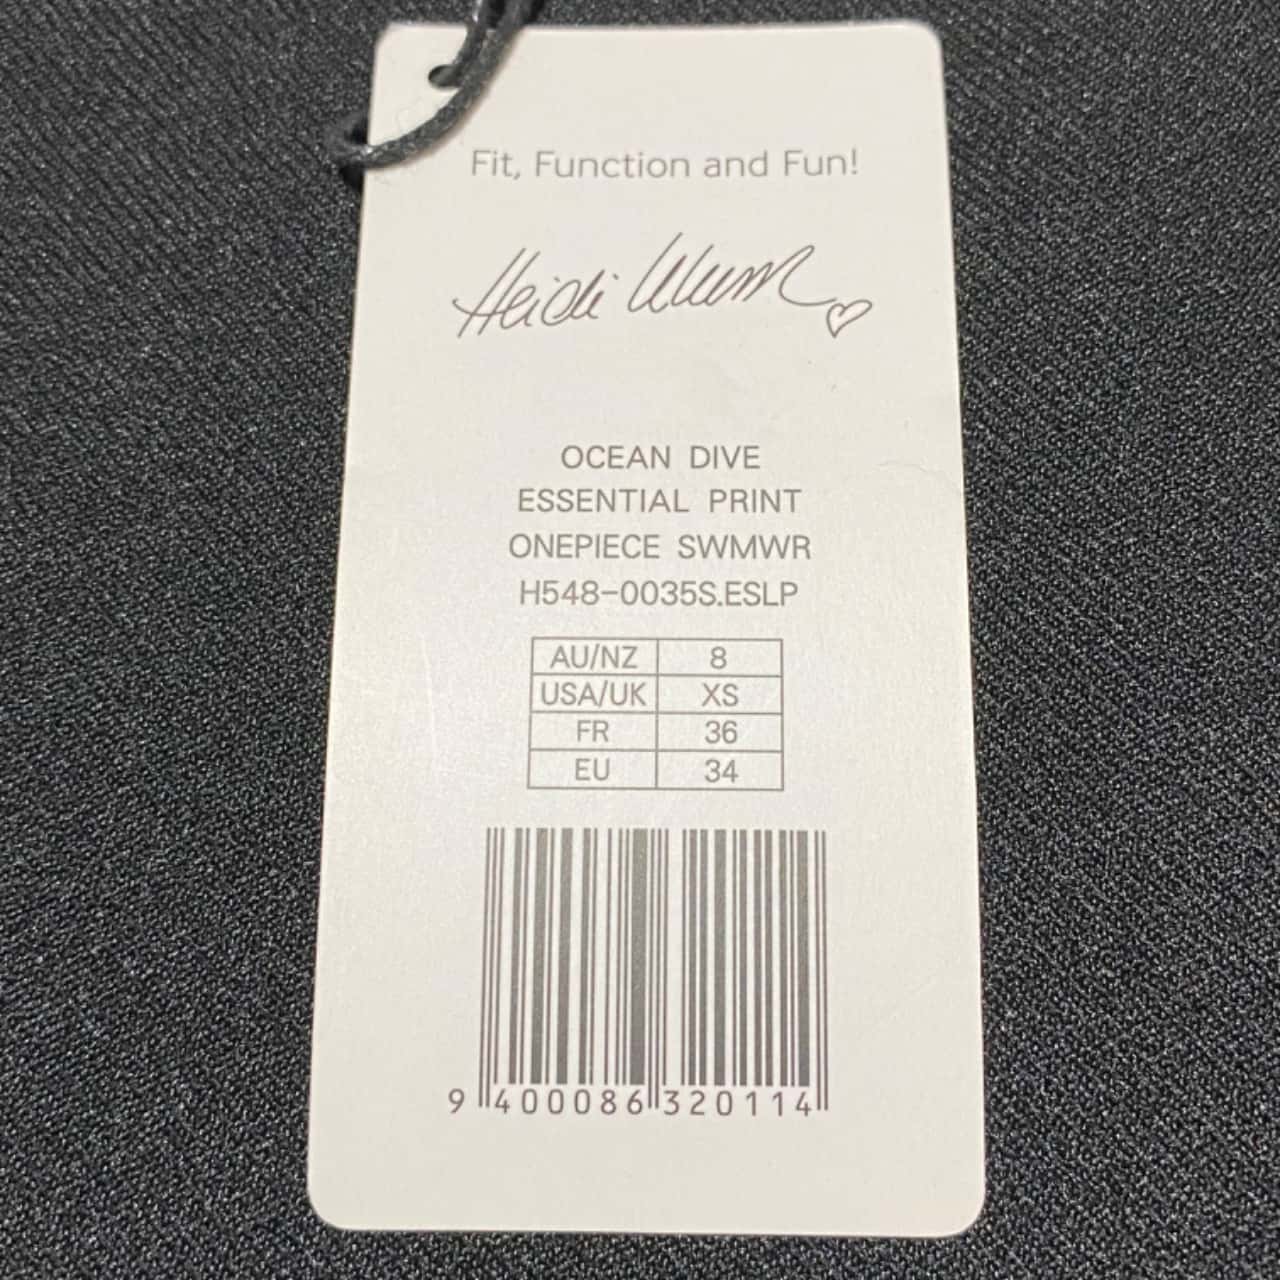 Fit, Function and Fun!
Heidi Klum
OCEAN DIVE
ESSENTIAL PRINT
ONEPIECE SWMWR
H548-0035S.ESLP
AU/NZ 8
USA/UK XS
FR 36
EU 34
9 400086 320114